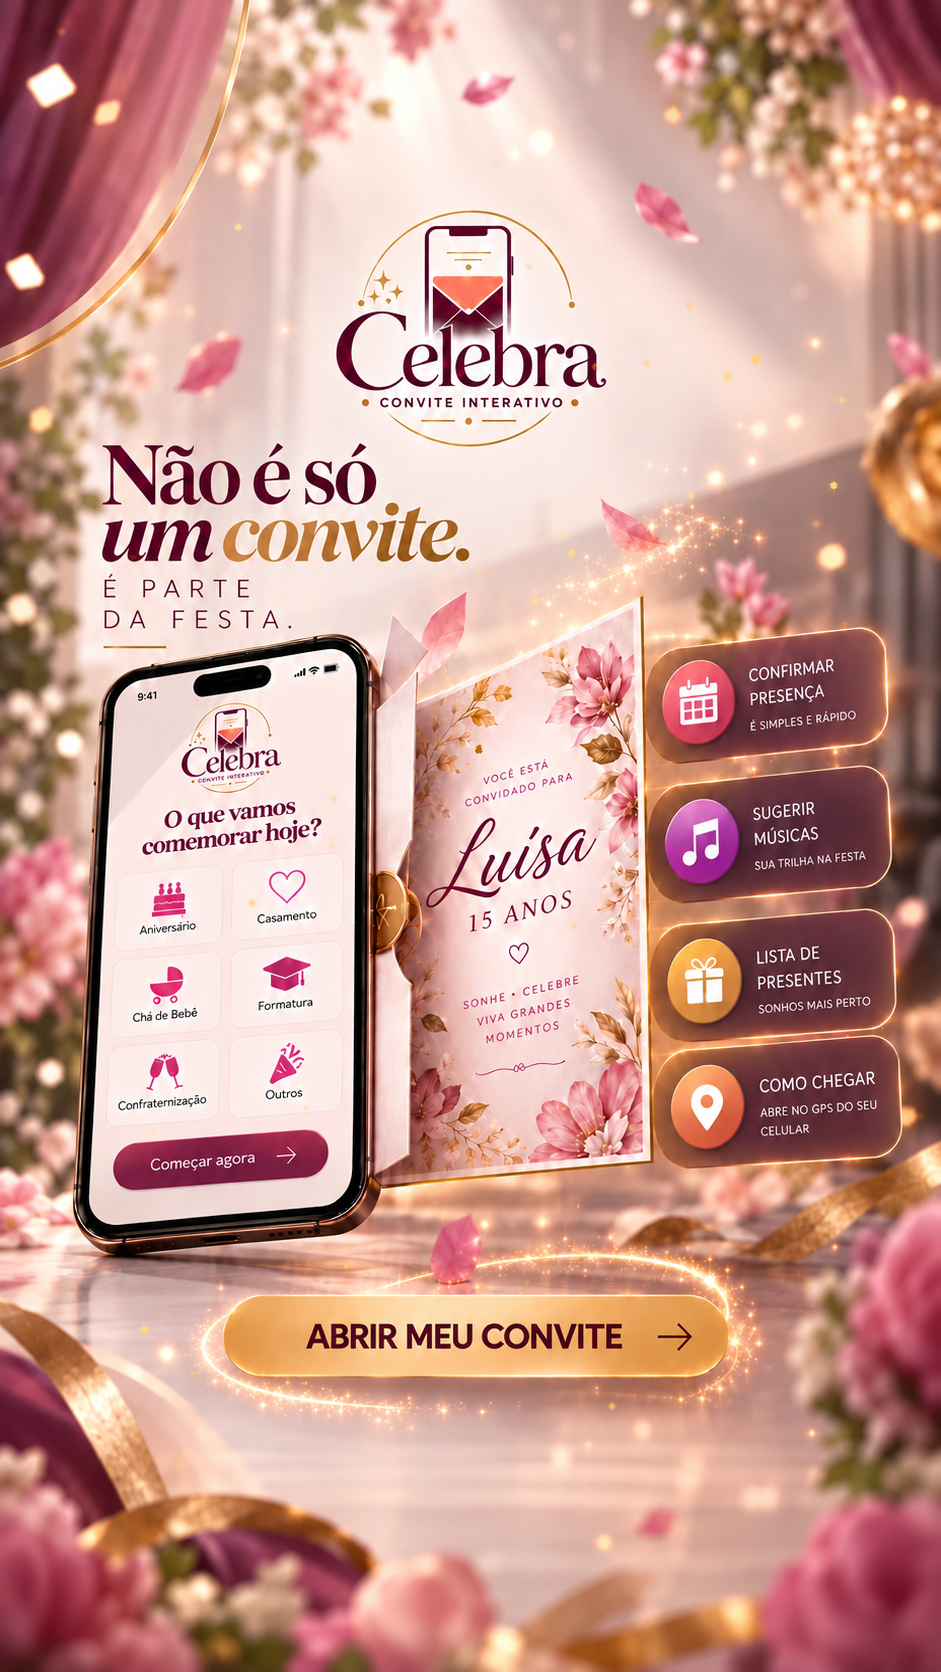 Celebra
CONVITE INTERATIVO
Não é só
um convite.
É PARTE
DA FESTA.
9:41
Celebra
CONVITE INTERATIVO
O que vamos
comemorar hoje?
Aniversário
Casamento
Chá de Bebê
Formatura
Confraternização
Outros
Começar agora
VOCÊ ESTÁ
CONVIDADO PARA
Luísa
15 ANOS
SONHE • CELEBRE
VIVA GRANDES
MOMENTOS
CONFIRMAR
PRESENÇA
É SIMPLES E RÁPIDO
SUGERIR
MÚSICAS
SUA TRILHA NA FESTA
LISTA DE
PRESENTES
SONHOS MAIS PERTO
COMO CHEGAR
ABRE NO GPS DO SEU
CELULAR
ABRIR MEU CONVITE